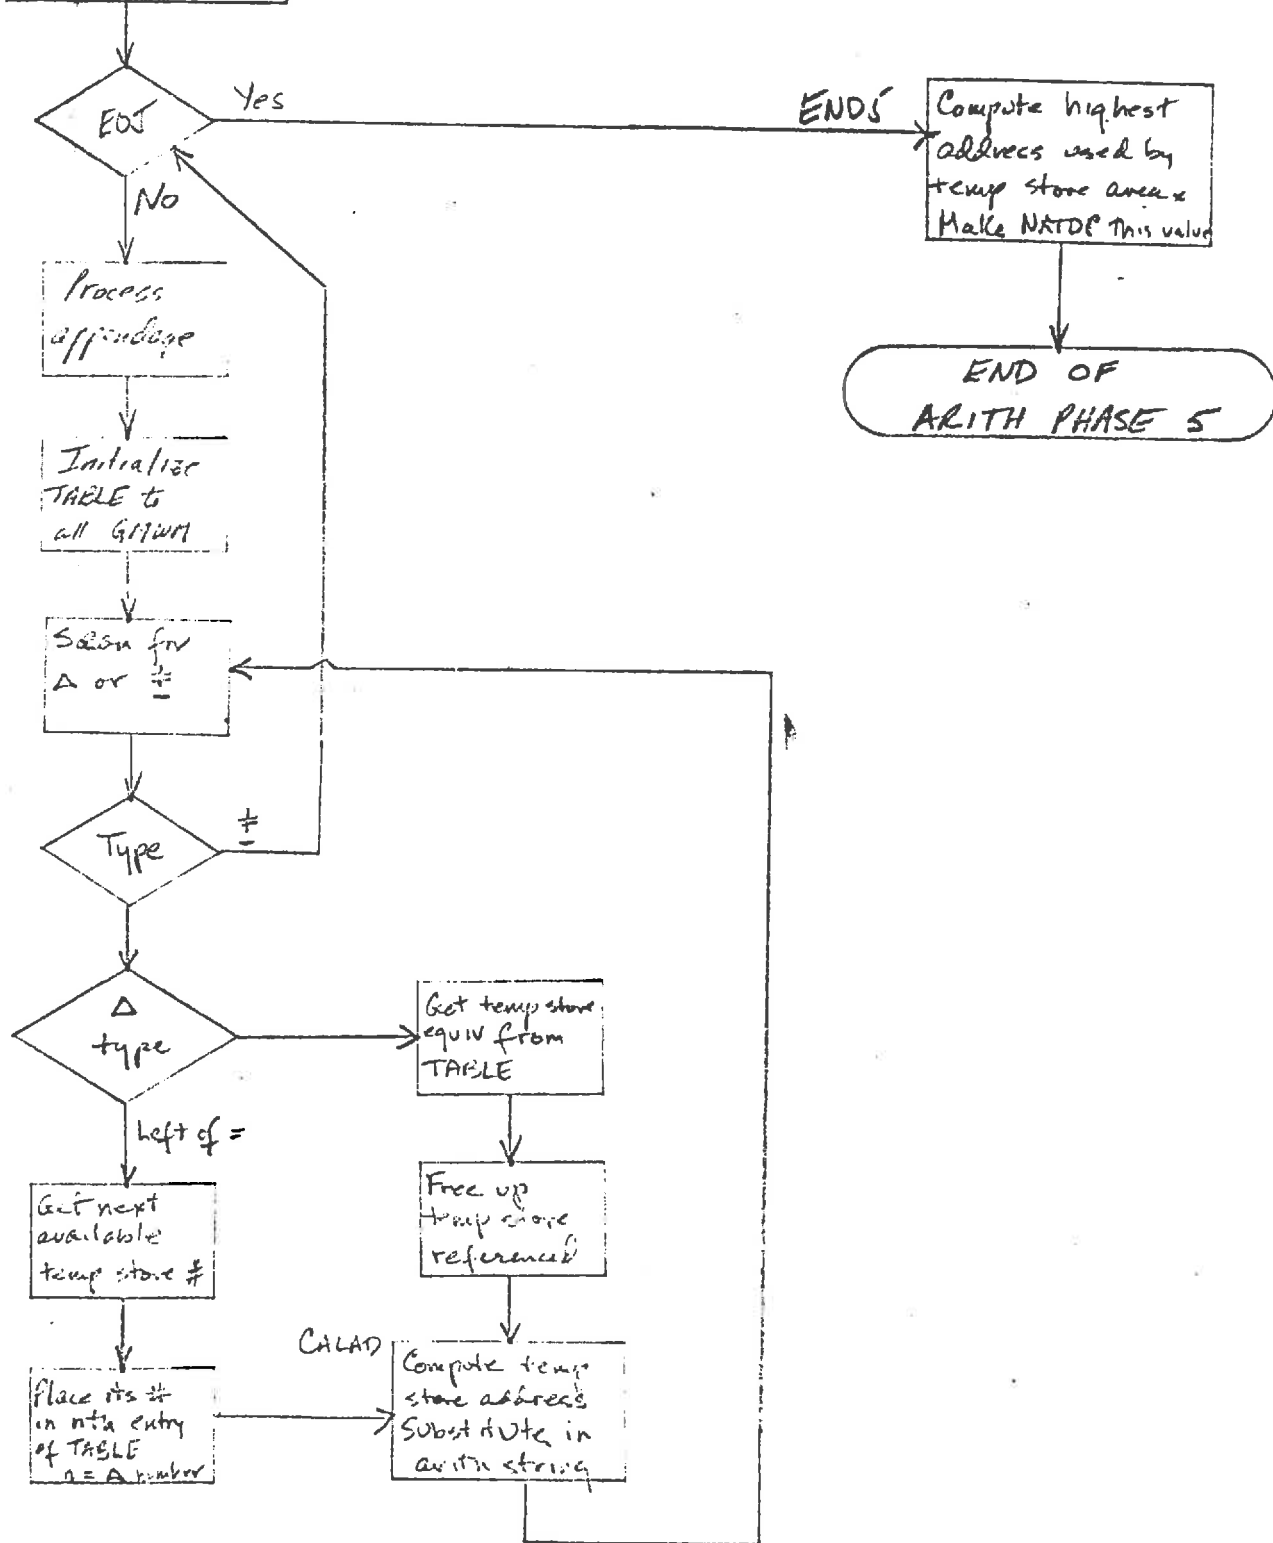 EOJ
Yes
No
END5
Compute highest
address used by
temp store area.
Make NATOP this value
END OF
ARITH PHASE 5
Process
appendage
Initialize
TABLE to
all GMWM
Scan for
Δ or ‡
Type
‡
Δ
type
Left of =
Get temp store
equiv from
TABLE
Free up
temp store
referenced
Get next
available
temp store #
Place its #
in nth entry
of TABLE
n = Δ number
CALAD
Compute temp
store address
Substitute in
arith string